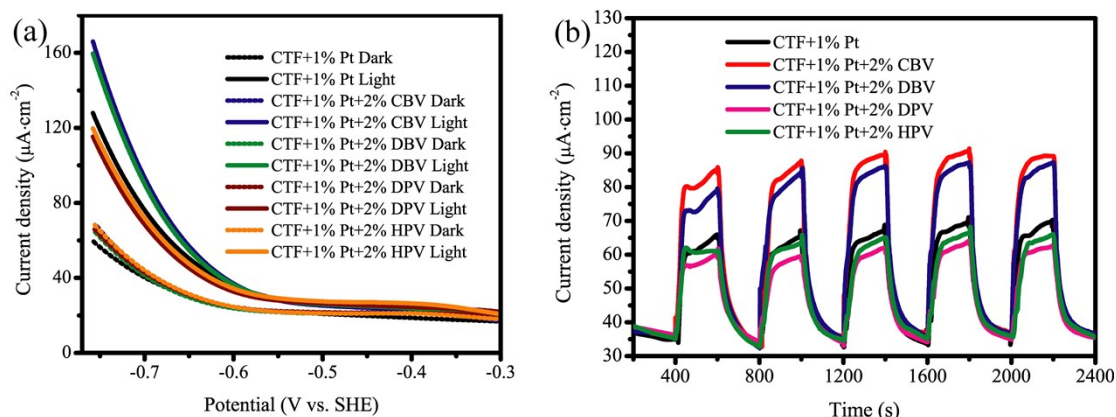 (a)
CTF+1% Pt Dark
CTF+1% Pt Light
CTF+1% Pt+2% CBV Dark
CTF+1% Pt+2% CBV Light
CTF+1% Pt+2% DBV Dark
CTF+1% Pt+2% DBV Light
CTF+1% Pt+2% DPV Dark
CTF+1% Pt+2% DPV Light
CTF+1% Pt+2% HPV Dark
CTF+1% Pt+2% HPV Light
Current density (μA·cm⁻²)
160
120
80
40
0
-0.7
-0.6
-0.5
-0.4
-0.3
Potential (V vs. SHE)
(b)
CTF+1% Pt
CTF+1% Pt+2% CBV
CTF+1% Pt+2% DBV
CTF+1% Pt+2% DPV
CTF+1% Pt+2% HPV
Current density (μA·cm⁻²)
130
120
110
100
90
80
70
60
50
40
30
400
800
1200
1600
2000
2400
Time (s)